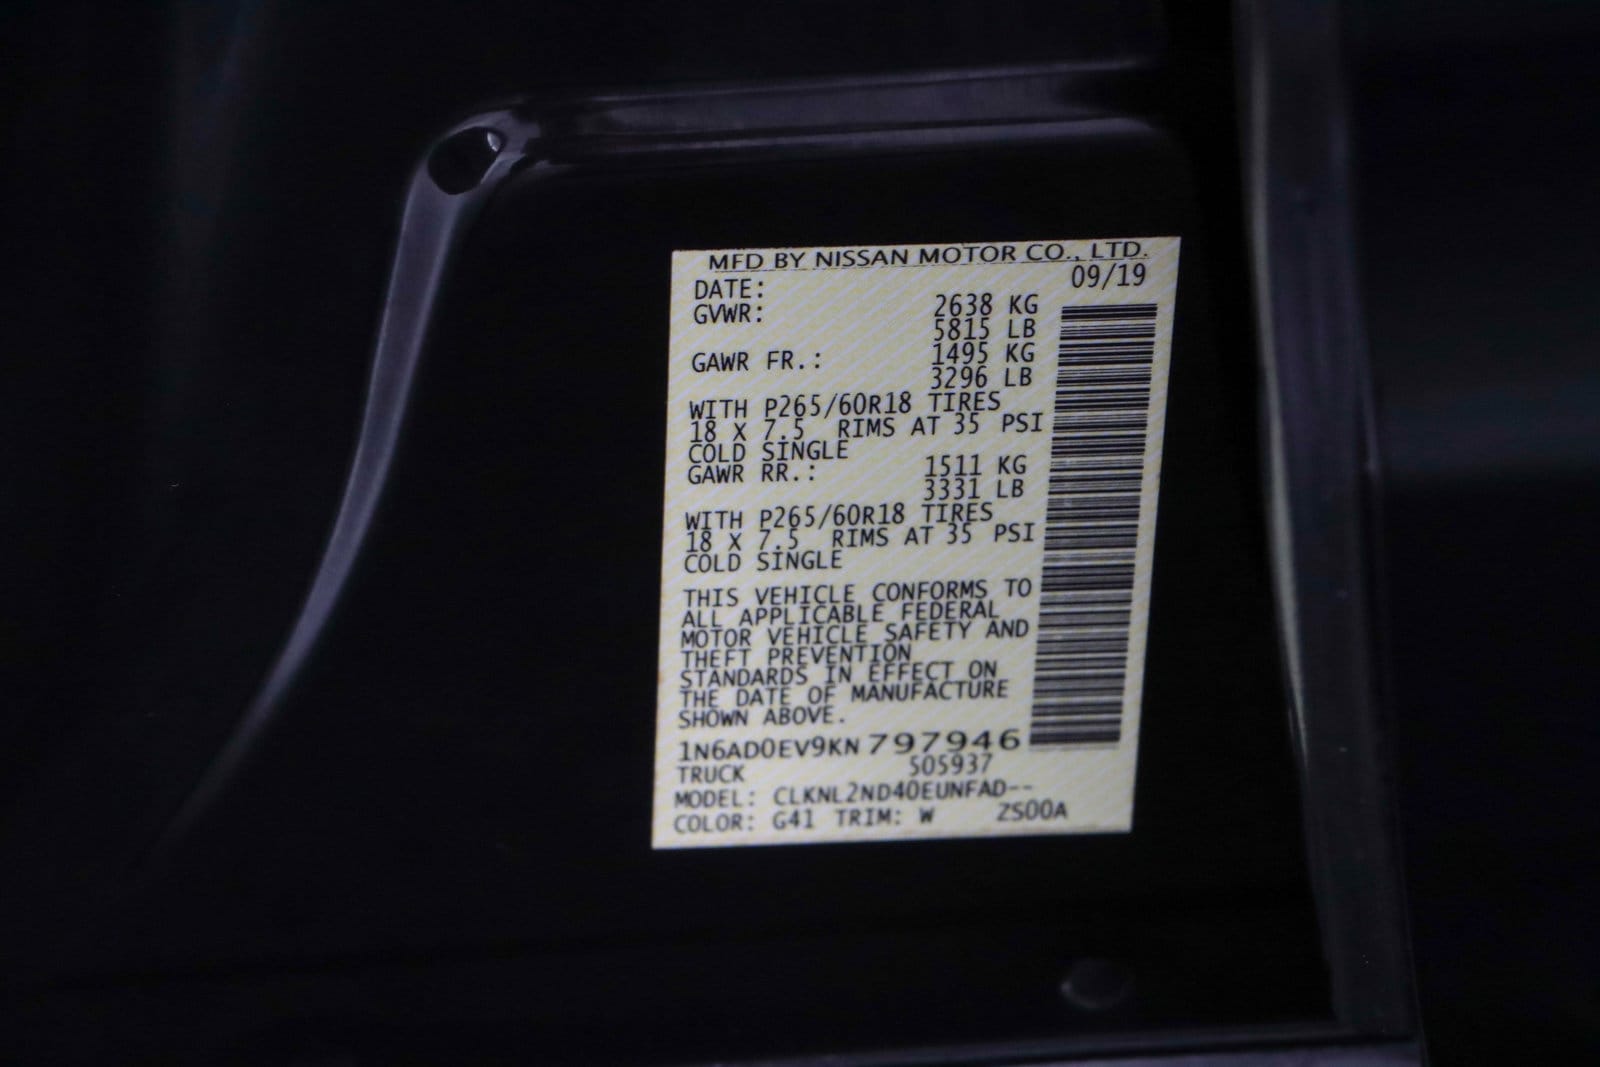 MFD BY NISSAN MOTOR CO., LTD.
DATE: 09/19
GVWR: 2638 KG
5815 LB
GAWR FR.: 1495 KG
3296 LB
WITH P265/60R18 TIRES
18 X 7.5 RIMS AT 35 PSI
COLD SINGLE
GAWR RR.: 1511 KG
3331 LB
WITH P265/60R18 TIRES
18 X 7.5 RIMS AT 35 PSI
COLD SINGLE
THIS VEHICLE CONFORMS TO
ALL APPLICABLE FEDERAL
MOTOR VEHICLE SAFETY AND
THEFT PREVENTION
STANDARDS IN EFFECT ON
THE DATE OF MANUFACTURE
SHOWN ABOVE.
1N6AD0EV9KN797946
TRUCK 505937
MODEL: CLKNL2ND40EUNFAD--
COLOR: G41 TRIM: W ZS00A